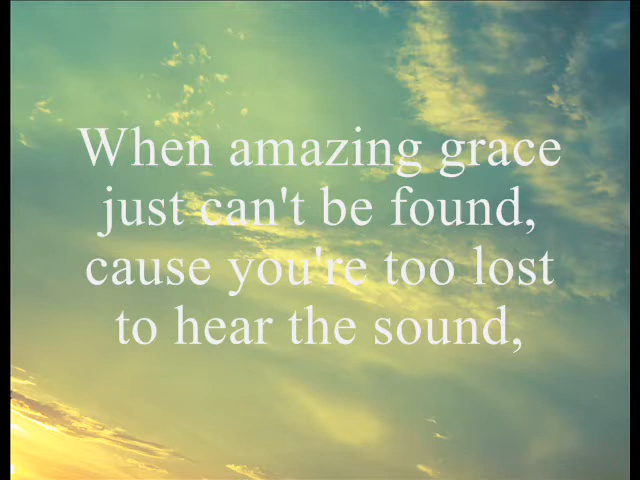 When amazing grace
just can't be found,
cause you're too lost
to hear the sound,